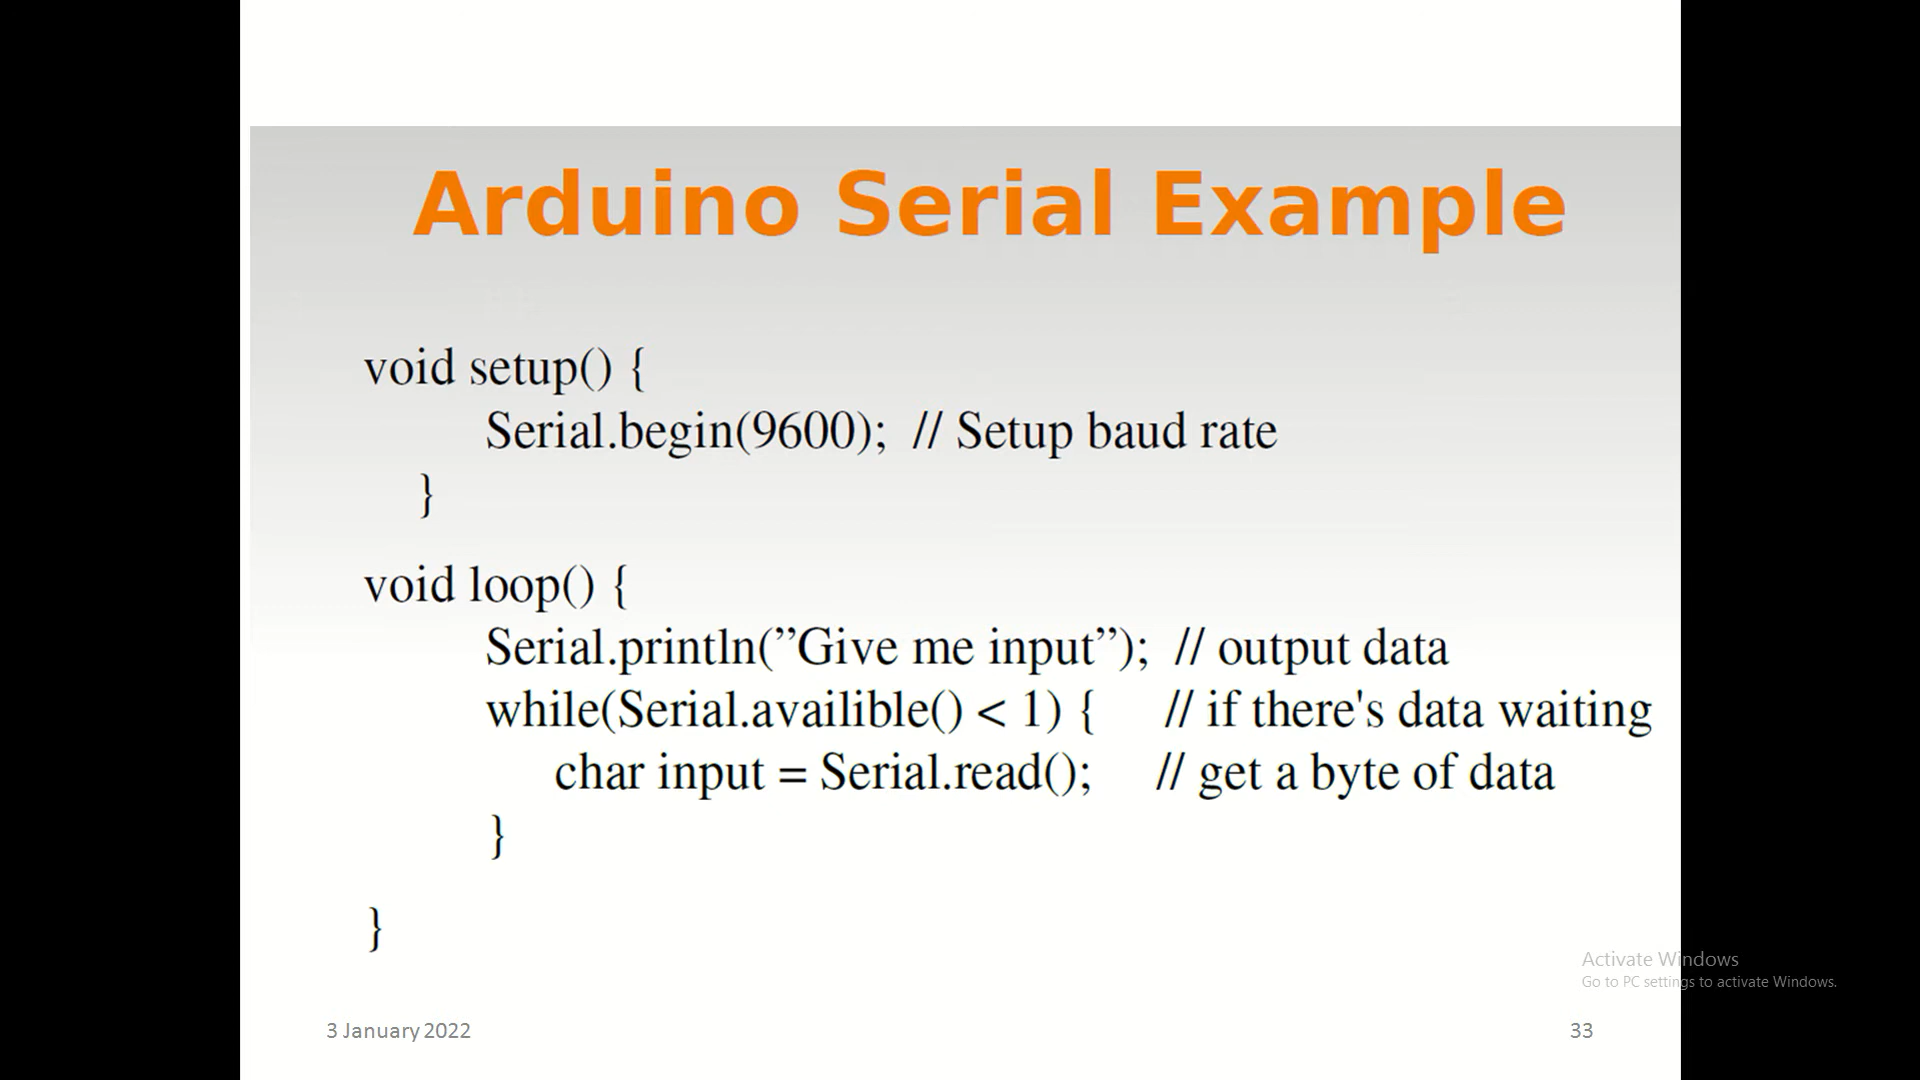 Arduino Serial Example
void setup() {
Serial.begin(9600); // Setup baud rate
}
void loop() {
Serial.println(”Give me input”); // output data
while(Serial.availible() < 1) { // if there's data waiting
char input = Serial.read(); // get a byte of data
}
}
Activate Windows
Go to PC settings to activate Windows.
3 January 2022
33